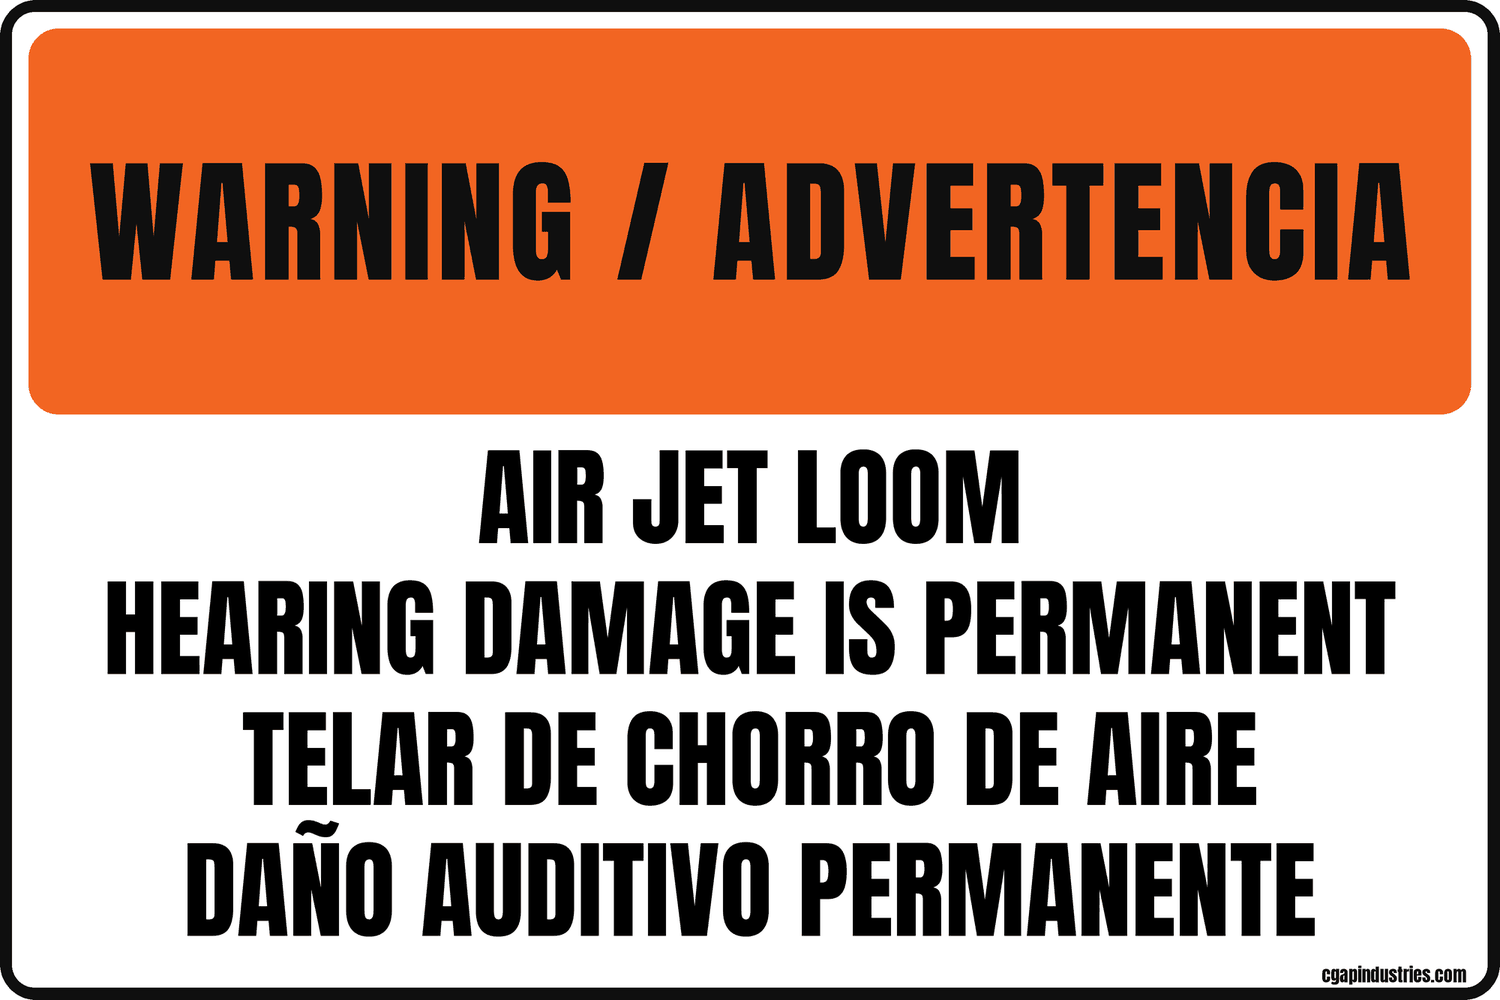 WARNING / ADVERTENCIA
AIR JET LOOM
HEARING DAMAGE IS PERMANENT
TELAR DE CHORRO DE AIRE
DAÑO AUDITIVO PERMANENTE
cgapindustries.com